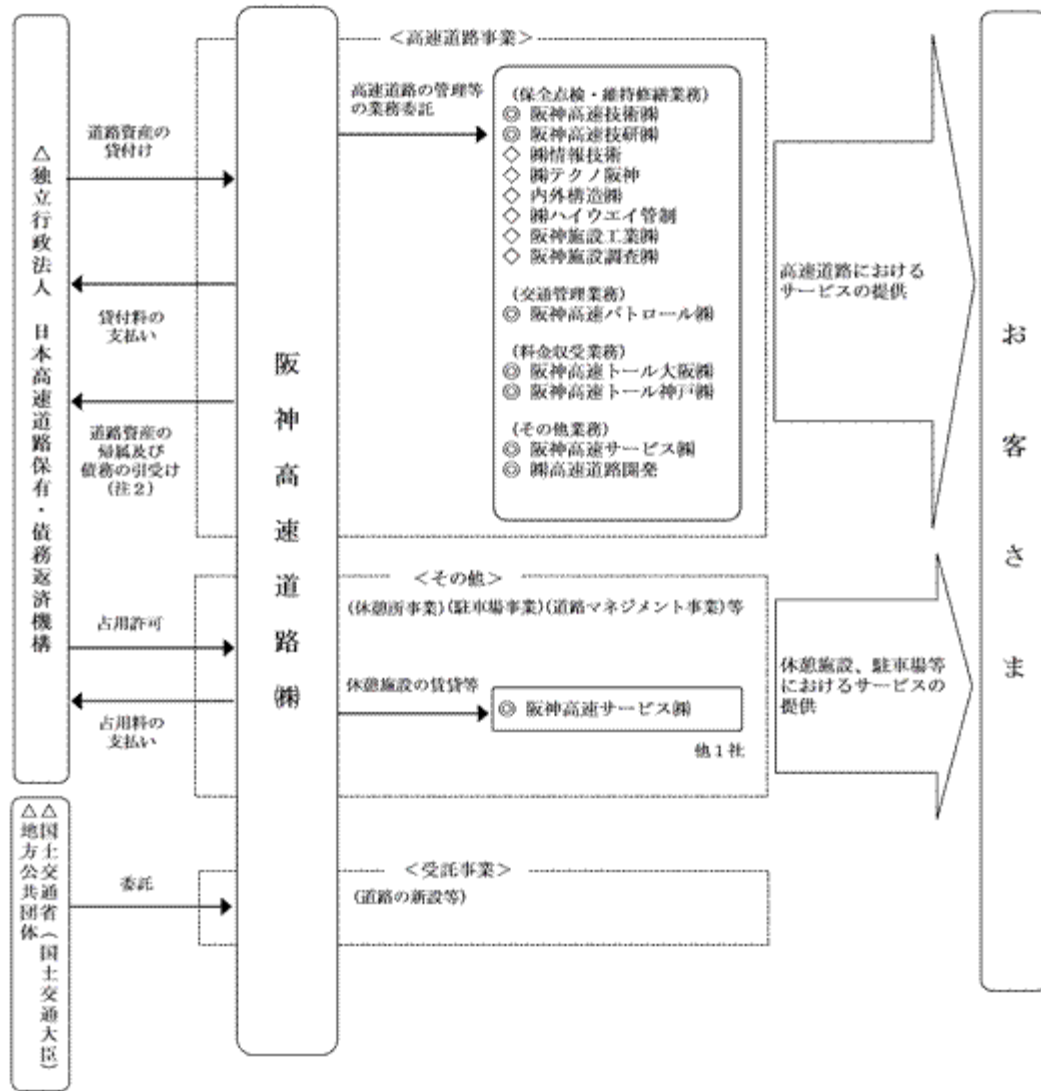 △独立行政法人 日本高速道路保有・債務返済機構
道路資産の
貸付け
貸付料の
支払い
道路資産の
帰属及び
債務の引受け
(注2)
占用許可
占用料の
支払い
△国土交通省(国土交通大臣)
△地方公共団体
委託
阪神高速道路㈱
<高速道路事業>
高速道路の管理等
の業務委託
(保全点検・維持修繕業務)
◎ 阪神高速技術㈱
◎ 阪神高速技研㈱
◇ ㈱情報技術
◇ ㈱テクノ阪神
◇ 内外構造㈱
◇ ㈱ハイウエイ管制
◇ 阪神施設工業㈱
◇ 阪神施設調査㈱
(交通管理業務)
◎ 阪神高速パトロール㈱
(料金収受業務)
◎ 阪神高速トール大阪㈱
◎ 阪神高速トール神戸㈱
(その他業務)
◎ 阪神高速サービス㈱
◎ ㈱高速道路開発
高速道路における
サービスの提供
<その他>
(休憩所事業)(駐車場事業)(道路マネジメント事業)等
休憩施設の賃貸等
◎ 阪神高速サービス㈱
他1社
休憩施設、駐車場等
におけるサービスの
提供
<受託事業>
(道路の新設等)
お客さま